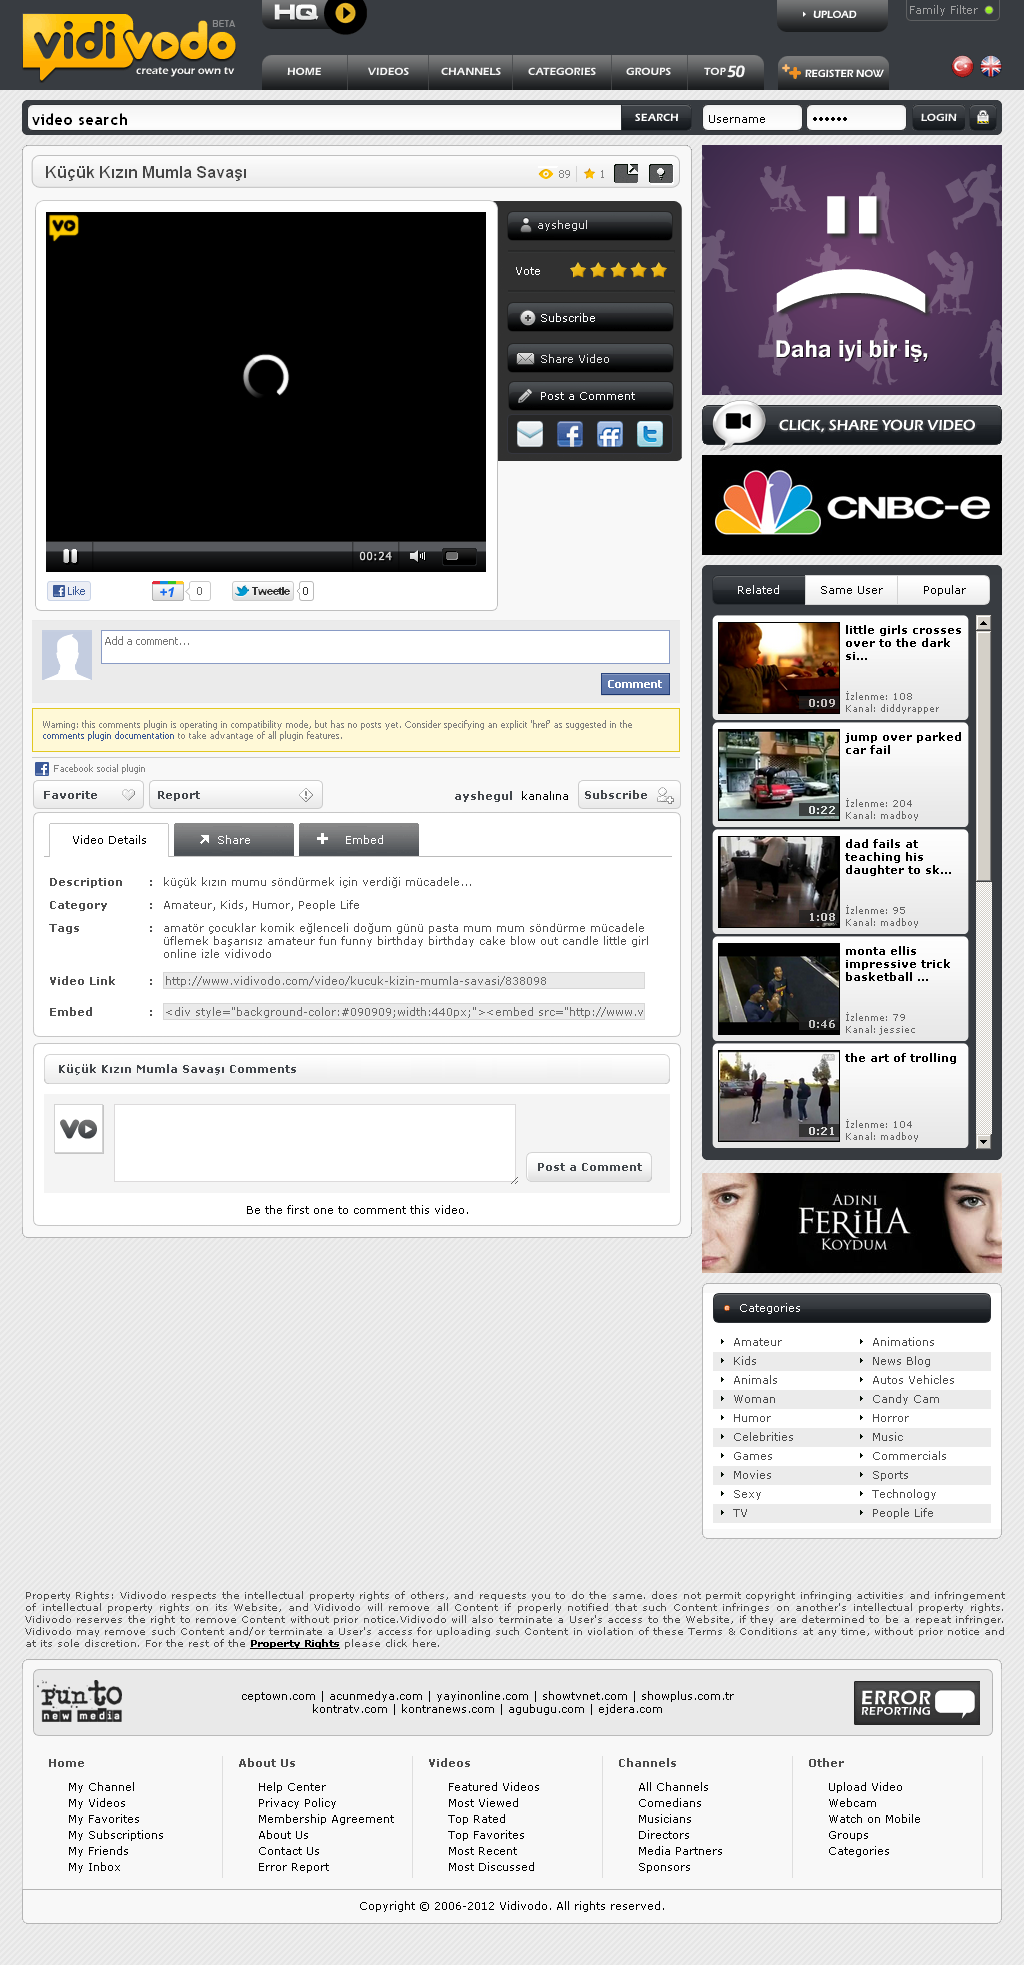 vidivodo BETA
create your own tv
HQ
UPLOAD
Family Filter
HOME VIDEOS CHANNELS CATEGORIES GROUPS TOP 50 REGISTER NOW
video search SEARCH Username •••••• LOGIN
Küçük Kızın Mumla Savaşı 89 1
VO
ayshegul
Vote
Subscribe
Share Video
Post a Comment
00:24
Like +1 0 Tweetle 0
Add a comment...
Comment
Warning: this comments plugin is operating in compatibility mode, but has no posts yet. Consider specifying an explicit 'href' as suggested in the
comments plugin documentation to take advantage of all plugin features.
Facebook social plugin
Favorite Report ayshegul kanalına Subscribe
Video Details Share Embed
Description : küçük kızın mumu söndürmek için verdiği mücadele...
Category : Amateur, Kids, Humor, People Life
Tags : amatör çocuklar komik eğlenceli doğum günü pasta mum mum söndürme mücadele
üflemek başarısız amateur fun funny birthday birthday cake blow out candle little girl
online izle vidivodo
Video Link : http://www.vidivodo.com/video/kucuk-kizin-mumla-savasi/838098
Embed : <div style="background-color:#090909;width:440px;"><embed src="http://www.v
Küçük Kızın Mumla Savaşı Comments
VO
Post a Comment
Be the first one to comment this video.
Daha iyi bir iş,
CLICK, SHARE YOUR VIDEO
CNBC-e
Related Same User Popular
little girls crosses
over to the dark
si...
0:09
İzlenme: 108
Kanal: diddyrapper
jump over parked
car fail
0:22
İzlenme: 204
Kanal: madboy
dad fails at
teaching his
daughter to sk...
1:08
İzlenme: 95
Kanal: madboy
monta ellis
impressive trick
basketball ...
0:46
İzlenme: 79
Kanal: jessiec
the art of trolling
0:21
İzlenme: 104
Kanal: madboy
ADINI
FERİHA
KOYDUM
Categories
Amateur Animations
Kids News Blog
Animals Autos Vehicles
Woman Candy Cam
Humor Horror
Celebrities Music
Games Commercials
Movies Sports
Sexy Technology
TV People Life
Property Rights: Vidivodo respects the intellectual property rights of others, and requests you to do the same. does not permit copyright infringing activities and infringement
of intellectual property rights on its Website, and Vidivodo will remove all Content if properly notified that such Content infringes on another's intellectual property rights.
Vidivodo reserves the right to remove Content without prior notice.Vidivodo will also terminate a User's access to the Website, if they are determined to be a repeat infringer.
Vidivodo may remove such Content and/or terminate a User's access for uploading such Content in violation of these Terms & Conditions at any time, without prior notice and
at its sole discretion. For the rest of the Property Rights please click here.
Punto
new media
ceptown.com | acunmedya.com | yayinonline.com | showtvnet.com | showplus.com.tr
kontratv.com | kontranews.com | agubugu.com | ejdera.com
ERROR
REPORTING
Home About Us Videos Channels Other
My Channel Help Center Featured Videos All Channels Upload Video
My Videos Privacy Policy Most Viewed Comedians Webcam
My Favorites Membership Agreement Top Rated Musicians Watch on Mobile
My Subscriptions About Us Top Favorites Directors Groups
My Friends Contact Us Most Recent Media Partners Categories
My Inbox Error Report Most Discussed Sponsors
Copyright © 2006-2012 Vidivodo. All rights reserved.